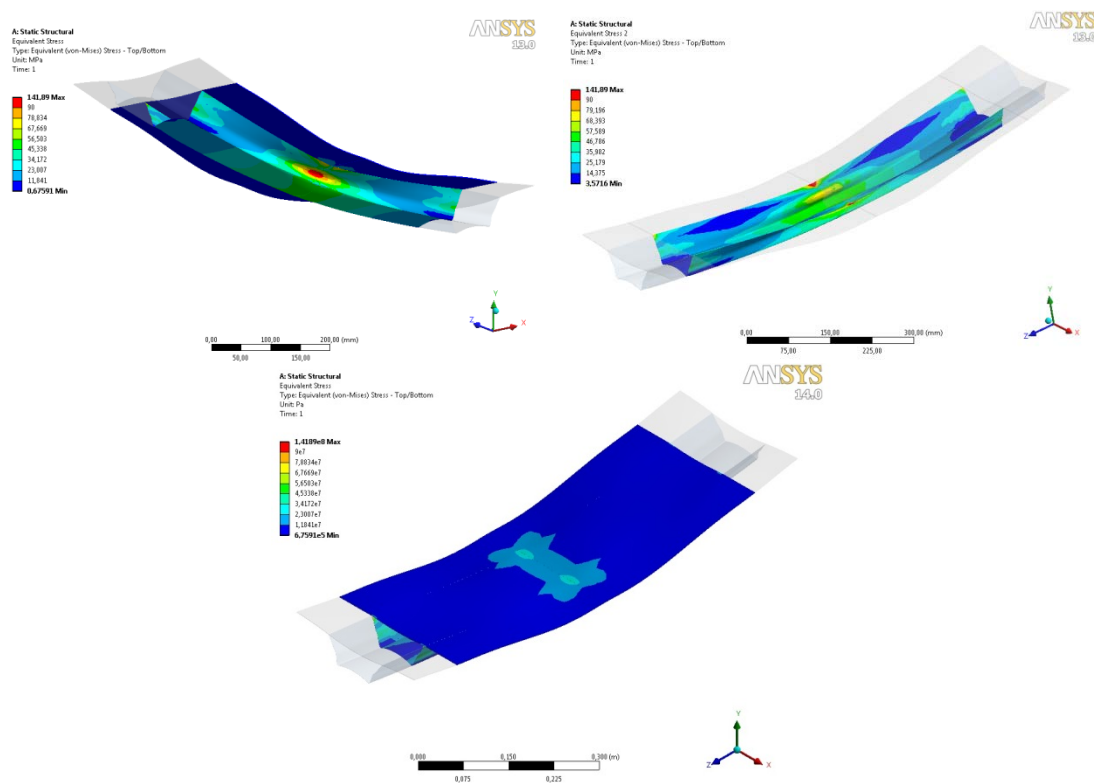 A: Static Structural
Equivalent Stress
Type: Equivalent (von-Mises) Stress - Top/Bottom
Unit: MPa
Time: 1
ANSYS
13.0
141,89 Max
90
78,834
67,669
56,503
45,338
34,172
23,007
11,841
0,67591 Min
Y
Z
X
0,00
100,00
200,00 (mm)
50,00
150,00
A: Static Structural
Equivalent Stress 2
Type: Equivalent (von-Mises) Stress - Top/Bottom
Unit: MPa
Time: 1
ANSYS
13.0
141,89 Max
90
79,196
68,393
57,589
46,786
35,982
25,179
14,375
3,5716 Min
Y
Z
X
0,00
150,00
300,00 (mm)
75,00
225,00
A: Static Structural
Equivalent Stress
Type: Equivalent (von-Mises) Stress - Top/Bottom
Unit: Pa
Time: 1
ANSYS
14.0
1,4189e8 Max
9e7
7,8834e7
6,7669e7
5,6503e7
4,5338e7
3,4172e7
2,3007e7
1,1841e7
6,7591e5 Min
Y
Z
X
0,000
0,150
0,300 (m)
0,075
0,225